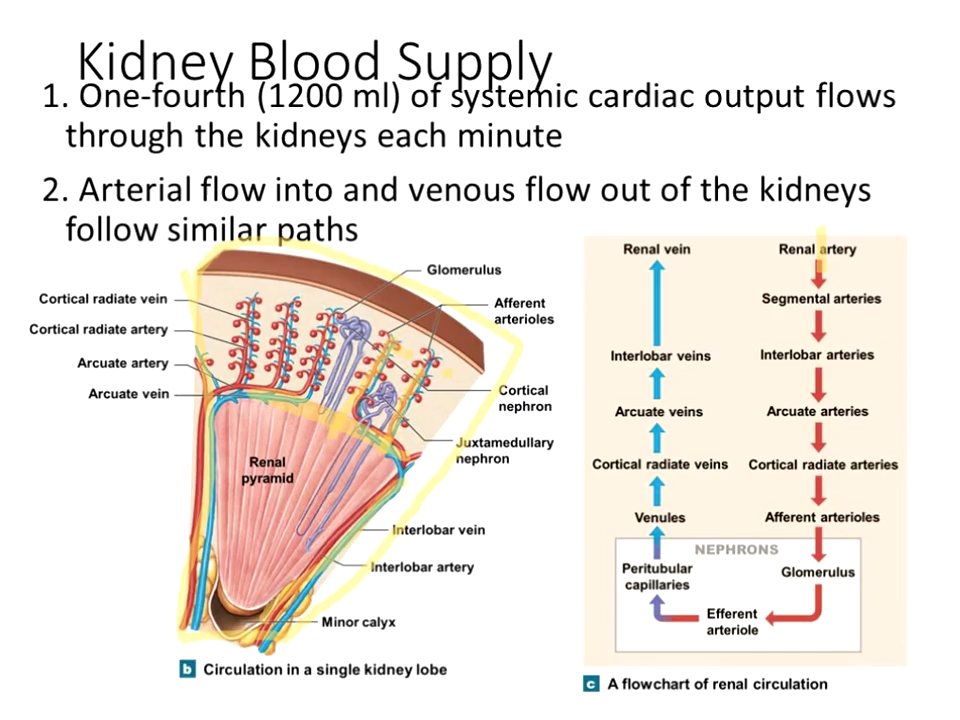 Kidney Blood Supply
1. One-fourth (1200 ml) of systemic cardiac output flows
through the kidneys each minute
2. Arterial flow into and venous flow out of the kidneys
follow similar paths
Glomerulus
Cortical radiate vein
Afferent
arterioles
Cortical radiate artery
Arcuate artery
Arcuate vein
Cortical
nephron
Juxtamedullary
nephron
Renal
pyramid
Interlobar vein
Interlobar artery
Minor calyx
b Circulation in a single kidney lobe
Renal vein
Renal artery
Segmental arteries
Interlobar veins
Interlobar arteries
Arcuate veins
Arcuate arteries
Cortical radiate veins
Cortical radiate arteries
Venules
Afferent arterioles
NEPHRONS
Peritubular
capillaries
Glomerulus
Efferent
arteriole
c A flowchart of renal circulation